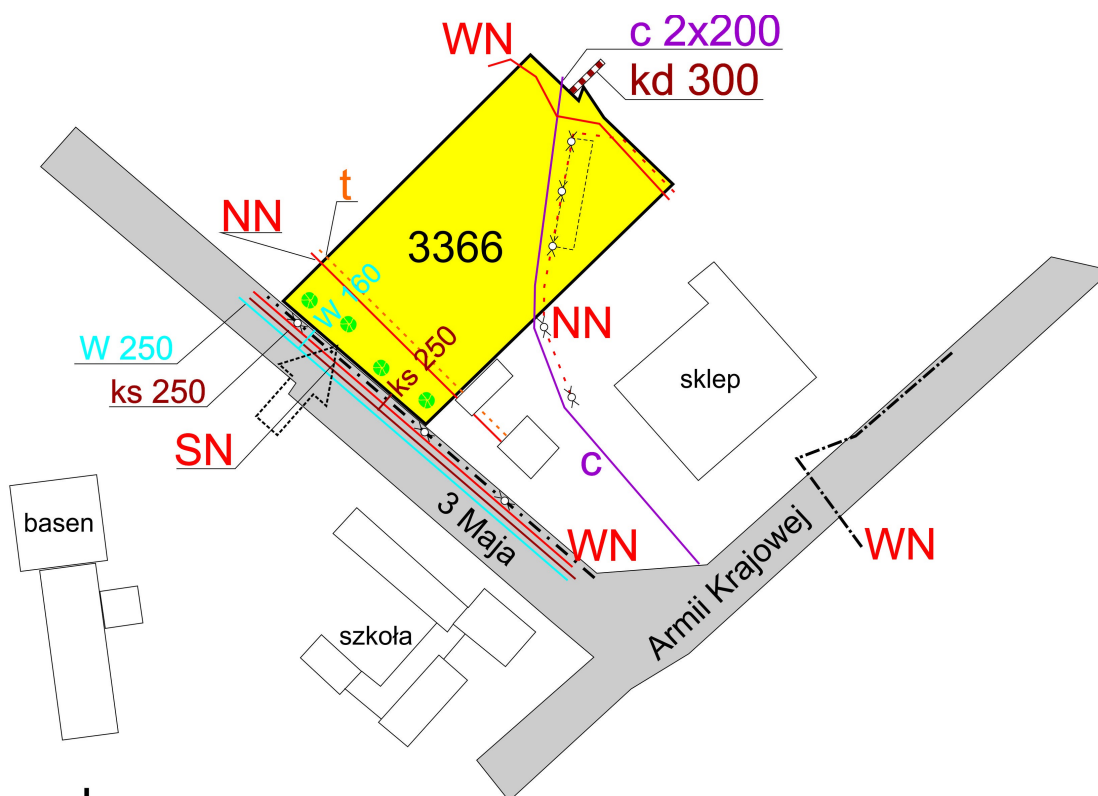 c 2x200
WN
kd 300
t
NN
3366
W 160
NN
W 250
ks 250
ks 250
sklep
SN
c
basen
3 Maja
WN
WN
Armii Krajowej
szkoła